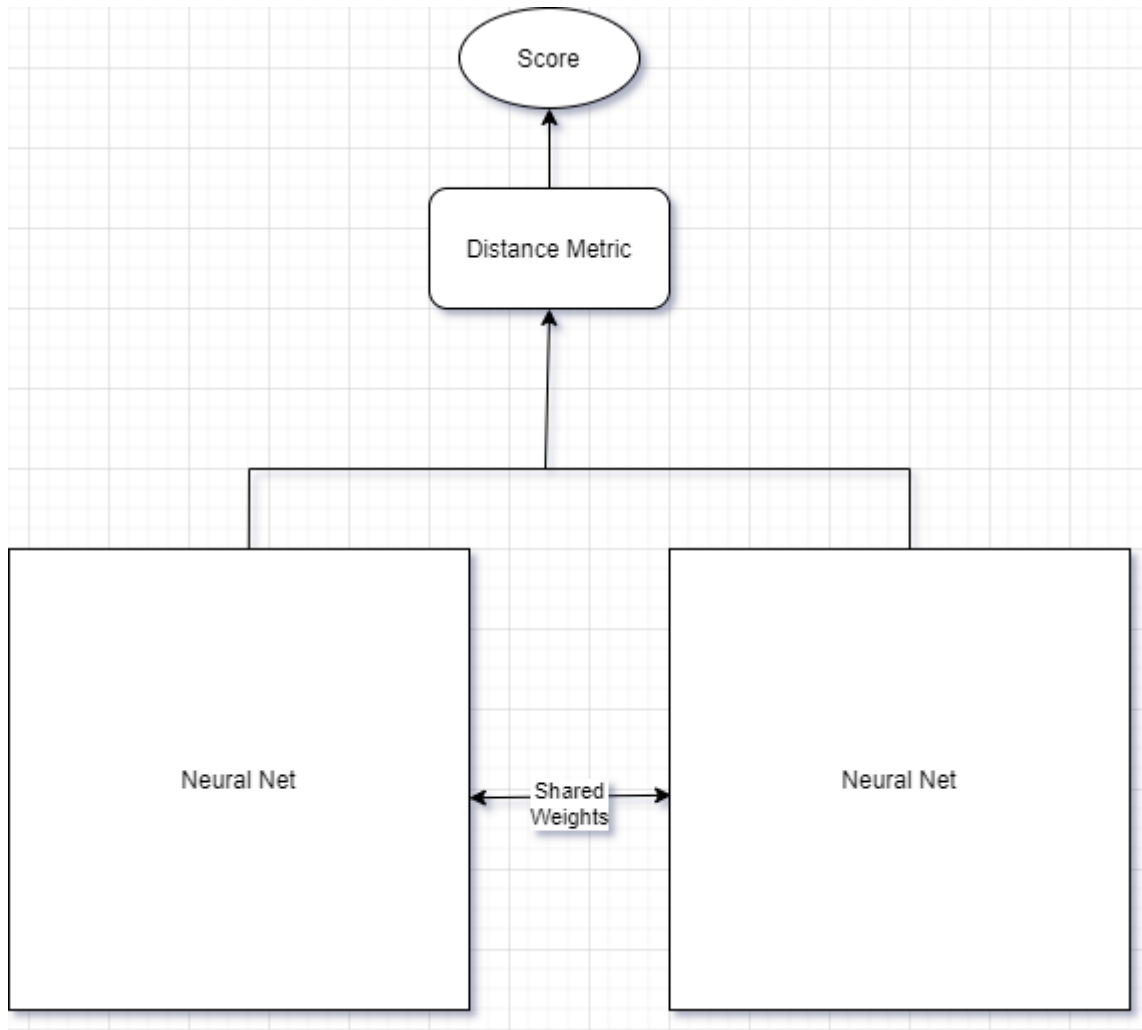 Score
Distance Metric
Neural Net
Shared
Weights
Neural Net